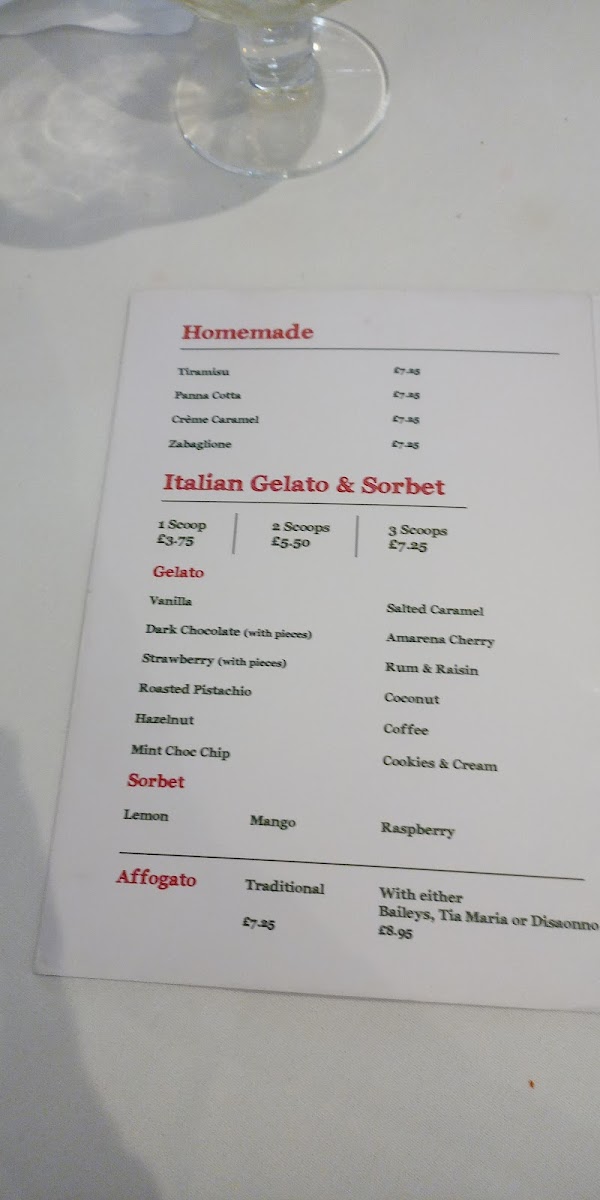 Homemade
Tiramisu £7.25
Panna Cotta £7.25
Crème Caramel £7.25
Zabaglione £7.25
Italian Gelato & Sorbet
1 Scoop 2 Scoops 3 Scoops
£3.75 £5.50 £7.25
Gelato
Vanilla Salted Caramel
Dark Chocolate (with pieces) Amarena Cherry
Strawberry (with pieces) Rum & Raisin
Roasted Pistachio Coconut
Hazelnut Coffee
Mint Choc Chip Cookies & Cream
Sorbet
Lemon Mango Raspberry
Affogato Traditional With either
Baileys, Tia Maria or Disaonno
£7.25 £8.95